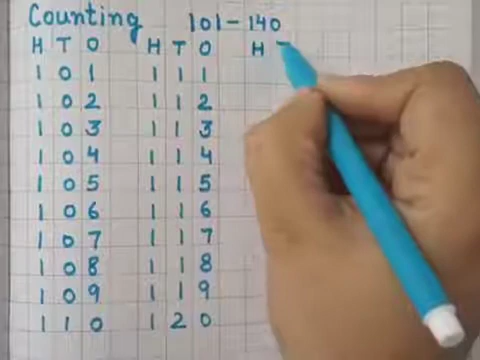 Counting 101-140
H T O H T O H T
1 0 1 1 1 1
1 0 2 1 1 2
1 0 3 1 1 3
1 0 4 1 1 4
1 0 5 1 1 5
1 0 6 1 1 6
1 0 7 1 1 7
1 0 8 1 1 8
1 0 9 1 1 9
1 1 0 1 2 0